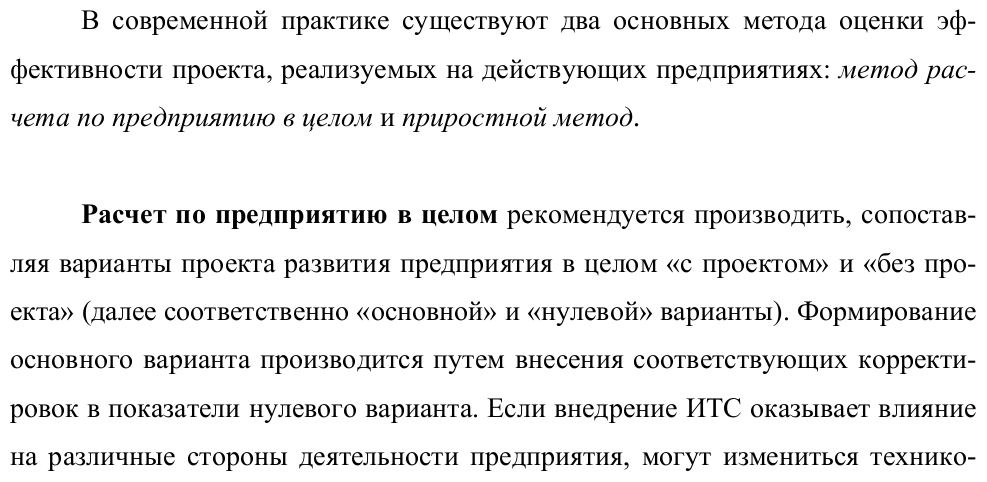 В современной практике существуют два основных метода оценки эф-
фективности проекта, реализуемых на действующих предприятиях: метод рас-
чета по предприятию в целом и приростной метод.
Расчет по предприятию в целом рекомендуется производить, сопостав-
ляя варианты проекта развития предприятия в целом «с проектом» и «без про-
екта» (далее соответственно «основной» и «нулевой» варианты). Формирование
основного варианта производится путем внесения соответствующих корректи-
ровок в показатели нулевого варианта. Если внедрение ИТС оказывает влияние
на различные стороны деятельности предприятия, могут измениться технико-